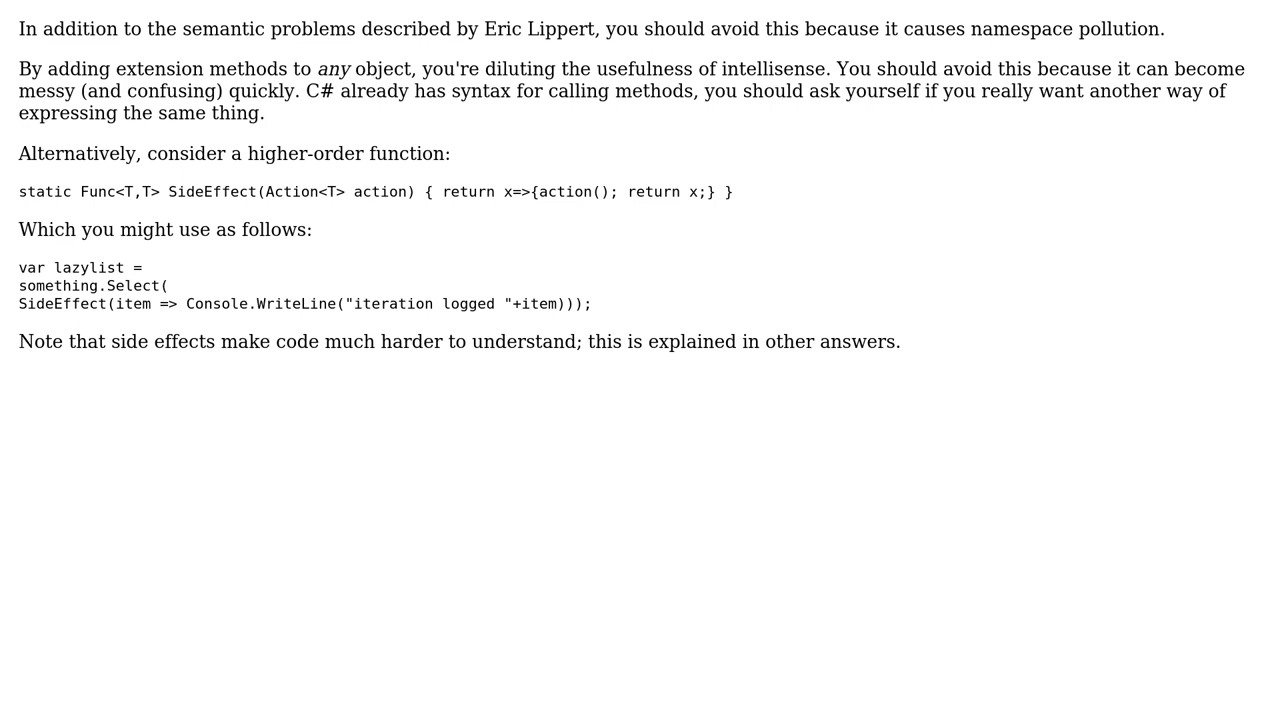 In addition to the semantic problems described by Eric Lippert, you should avoid this because it causes namespace pollution.
By adding extension methods to any object, you're diluting the usefulness of intellisense. You should avoid this because it can become
messy (and confusing) quickly. C# already has syntax for calling methods, you should ask yourself if you really want another way of
expressing the same thing.
Alternatively, consider a higher-order function:
static Func<T,T> SideEffect(Action<T> action) { return x=>{action(); return x;} }
Which you might use as follows:
var lazylist =
something.Select(
SideEffect(item => Console.WriteLine("iteration logged "+item)));
Note that side effects make code much harder to understand; this is explained in other answers.